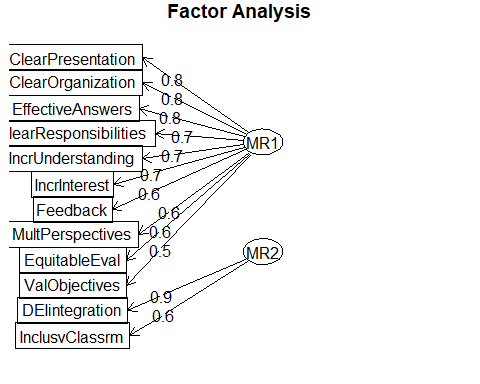 Factor Analysis
ClearPresentation
0.8
ClearOrganization
0.8
EffectiveAnswers
0.8
learResponsibilities
0.7
MR1
IncrUnderstanding
0.7
IncrInterest
0.7
Feedback
0.6
MultPerspectives
0.6
EquitableEval
0.6
ValObjectives
0.5
MR2
DEIintegration
0.9
InclusvClassrm
0.6